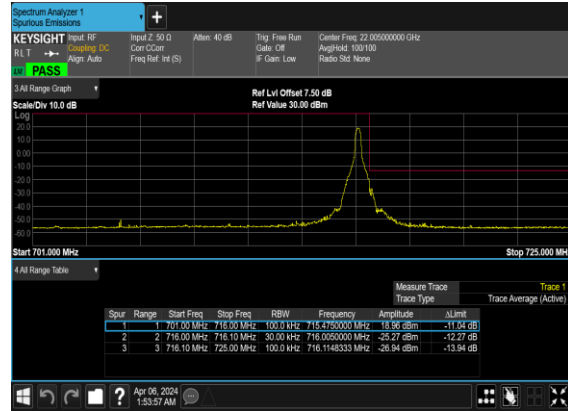 Spectrum Analyzer 1
Spurious Emissions
KEYSIGHT Input: RF Input Z: 50 Ω Atten: 40 dB Trig: Free Run Center Freq: 22.005000000 GHz
RLT Coupling: DC Corr CCorr Gate: Off Avg|Hold: 100/100
Align: Auto Freq Ref: Int (S) IF Gain: Low Radio Std: None
PASS
3 All Range Graph
Ref Lvl Offset 7.50 dB
Scale/Div 10.0 dB Ref Value 30.00 dBm
Log
20.0
10.0
0.00
-10.0
-20.0
-30.0
-40.0
-50.0
-60.0
Start 701.000 MHz Stop 725.000 MH
4 All Range Table
Measure Trace Trace 1
Trace Type Trace Average (Active)
Spur Range Start Freq Stop Freq RBW Frequency Amplitude ΔLimit
1 1 701.00 MHz 716.00 MHz 100.0 kHz 715.4750000 MHz 18.96 dBm -11.04 dB
2 2 716.00 MHz 716.10 MHz 30.00 kHz 716.0050000 MHz -25.27 dBm -12.27 dB
3 3 716.10 MHz 725.00 MHz 100.0 kHz 716.1148333 MHz -26.94 dBm -13.94 dB
? Apr 06, 2024
1:53:57 AM